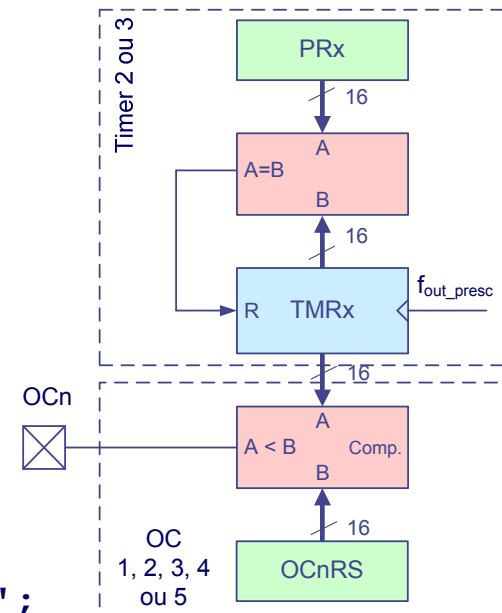 Timer 2 ou 3
PRx
16
A
A=B
B
16
R
TMRx
fout_presc
16
OCn
A
A < B
Comp.
B
16
OC
1, 2, 3, 4
ou 5
OCnRS
';